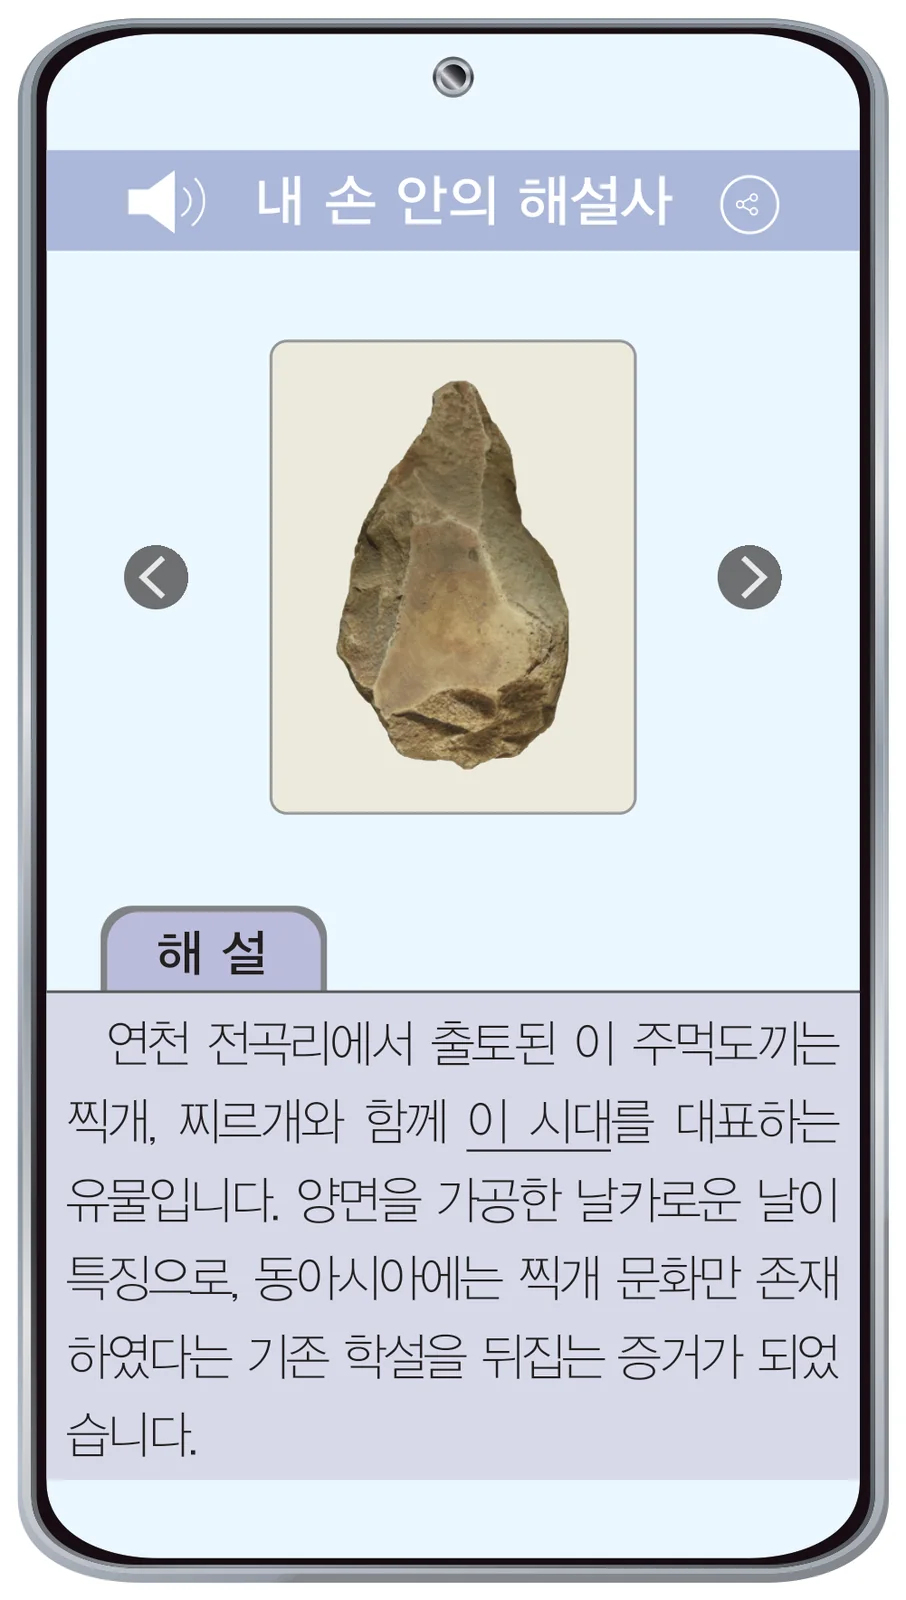 내 손 안의 해설사
해 설
연천 전곡리에서 출토된 이 주먹도끼는
찍개, 찌르개와 함께 이 시대를 대표하는
유물입니다. 양면을 가공한 날카로운 날이
특징으로, 동아시아에는 찍개 문화만 존재
하였다는 기존 학설을 뒤집는 증거가 되었
습니다.